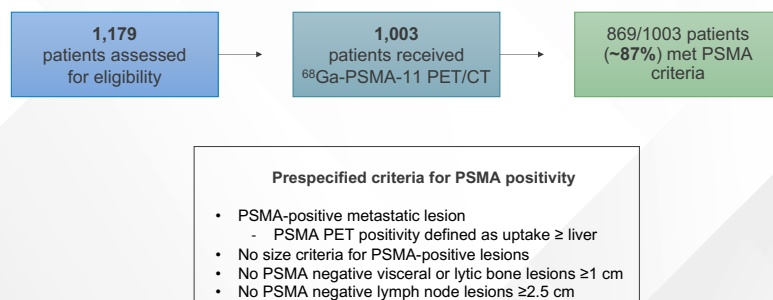 1,179
patients assessed
for eligibility
1,003
patients received
⁶⁸Ga-PSMA-11 PET/CT
869/1003 patients
(~87%) met PSMA
criteria
Prespecified criteria for PSMA positivity
• PSMA-positive metastatic lesion
- PSMA PET positivity defined as uptake ≥ liver
• No size criteria for PSMA-positive lesions
• No PSMA negative visceral or lytic bone lesions ≥1 cm
• No PSMA negative lymph node lesions ≥2.5 cm